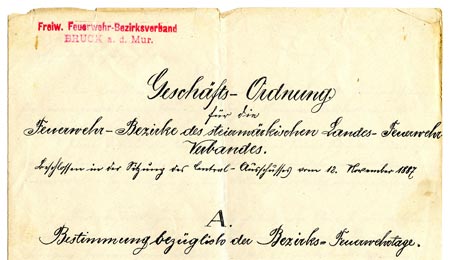 Freiw. Feuerwehr-Bezirksverband
BRUCK a. d. Mur.
Geschäfts-Ordnung
für die
Feuerwehr-Bezirke des steiermärkischen Landes-Feuerwehr
Verbandes.
beschlossen in der Sitzung des Central-Ausschusses vom 12. November 1887.
A.
Bestimmung bezüglich der Bezirks-Feuerwehrtage.